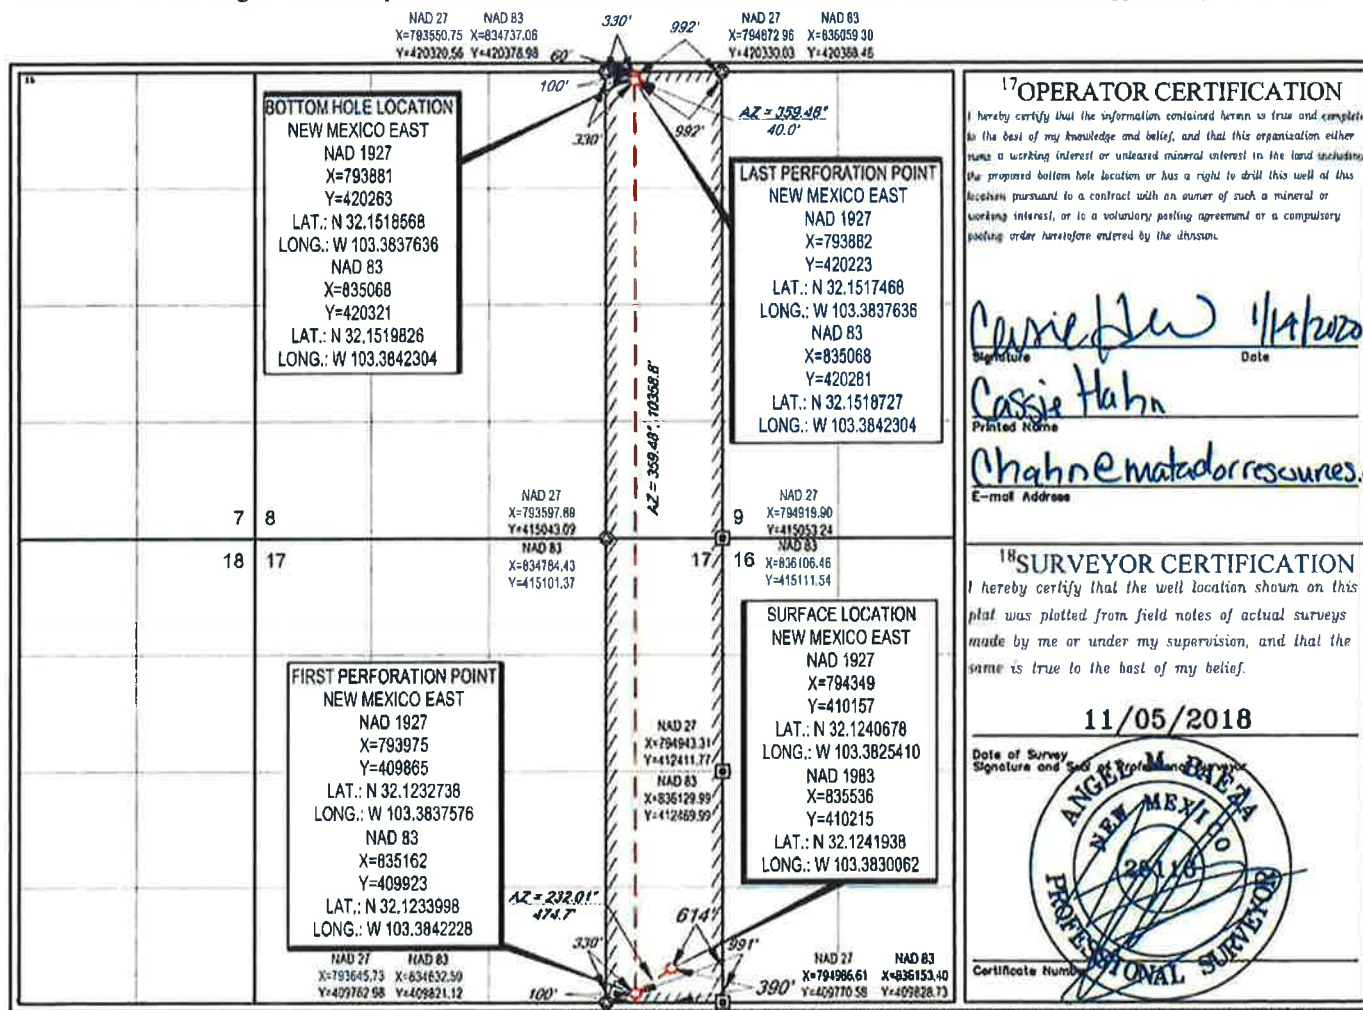 NAD 27 NAD 83
X=793550.75 X=834737.06
Y=420320.56 Y=420378.98
60'
330'
992'
NAD 27 NAD 83
X=794872.96 X=836059.30
Y=420330.03 Y=420388.46
100'
330'
992'
AZ = 359.48°
40.0'
BOTTOM HOLE LOCATION
NEW MEXICO EAST
NAD 1927
X=793881
Y=420263
LAT.: N 32.1518568
LONG.: W 103.3837636
NAD 83
X=835068
Y=420321
LAT.: N 32.1519826
LONG.: W 103.3842304
LAST PERFORATION POINT
NEW MEXICO EAST
NAD 1927
X=793882
Y=420223
LAT.: N 32.1517468
LONG.: W 103.3837636
NAD 83
X=835068
Y=420281
LAT.: N 32.1518727
LONG.: W 103.3842304
AZ = 359.48°, 10358.8'
7 8
18 17
NAD 27
X=793597.68
Y=415043.09
NAD 83
X=834784.43
Y=415101.37
9
17 16
NAD 27
X=794919.90
Y=415053.24
NAD 83
X=836106.46
Y=415111.54
FIRST PERFORATION POINT
NEW MEXICO EAST
NAD 1927
X=793975
Y=409865
LAT.: N 32.1232738
LONG.: W 103.3837576
NAD 83
X=835162
Y=409923
LAT.: N 32.1233998
LONG.: W 103.3842228
NAD 27
X=794943.31
Y=412411.77
NAD 83
X=836129.99
Y=412469.99
SURFACE LOCATION
NEW MEXICO EAST
NAD 1927
X=794349
Y=410157
LAT.: N 32.1240678
LONG.: W 103.3825410
NAD 1983
X=835536
Y=410215
LAT.: N 32.1241938
LONG.: W 103.3830062
AZ = 232.01°
474.7'
614'
330'
991'
100'
390'
NAD 27 NAD 83
X=793645.73 X=834832.50
Y=409762.98 Y=409821.12
NAD 27 NAD 83
X=794966.61 X=836153.40
Y=409770.58 Y=409828.73
17 OPERATOR CERTIFICATION
I hereby certify that the information contained herein is true and complete
to the best of my knowledge and belief, and that this organization either
owns a working interest or unleased mineral interest in the land including
the proposed bottom hole location or has a right to drill this well at this
location pursuant to a contract with an owner of such a mineral or
working interest, or to a voluntary pooling agreement or a compulsory
pooling order heretofore entered by the division.
1/14/2020
Signature Date
Cassie Hahn
Printed Name
Chahn@matadorresources.
E-mail Address
18 SURVEYOR CERTIFICATION
I hereby certify that the well location shown on this
plat was plotted from field notes of actual surveys
made by me or under my supervision, and that the
same is true to the best of my belief.
11/05/2018
Date of Survey
Signature and Seal of Professional Surveyor
ANGEL M. BAEZA
NEW MEXICO
PROFESSIONAL SURVEYOR
Certificate Number